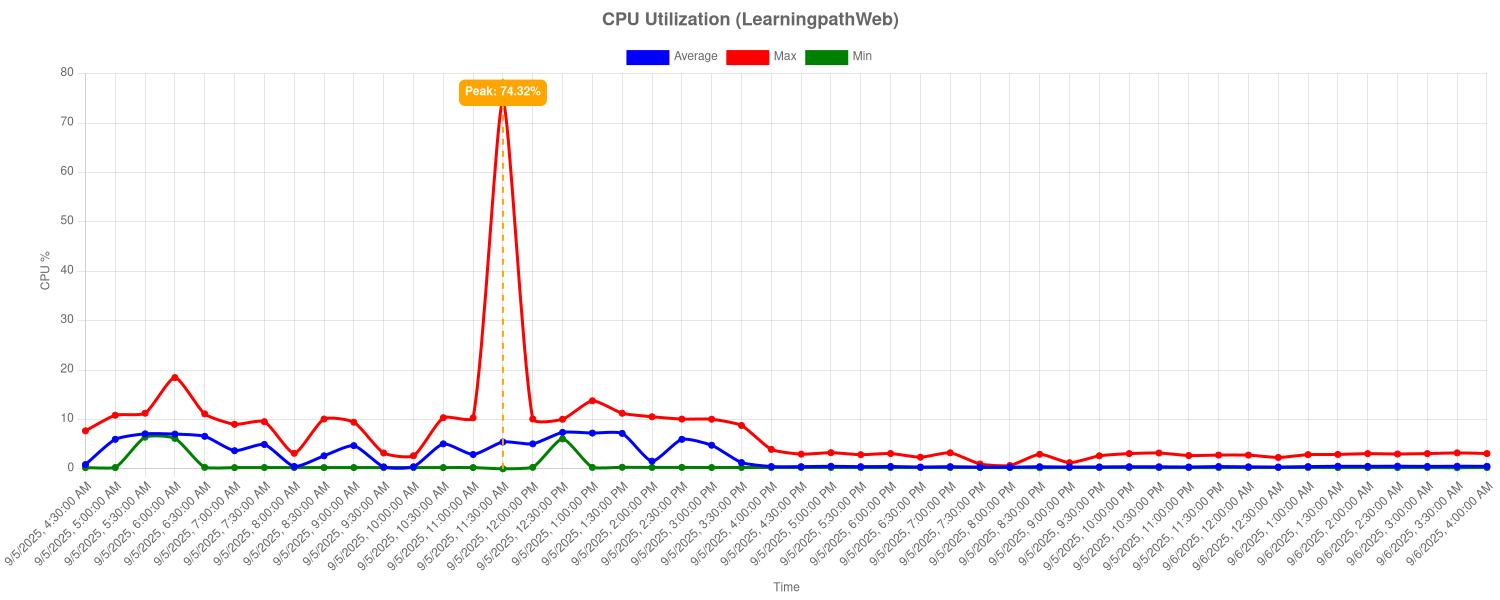 CPU Utilization (LearningpathWeb)
Average Max Min
Peak: 74.32%
80
70
60
50
40
30
20
10
0
CPU %
9/5/2025, 4:30:00 AM
9/5/2025, 5:00:00 AM
9/5/2025, 5:30:00 AM
9/5/2025, 6:00:00 AM
9/5/2025, 6:30:00 AM
9/5/2025, 7:00:00 AM
9/5/2025, 7:30:00 AM
9/5/2025, 8:00:00 AM
9/5/2025, 8:30:00 AM
9/5/2025, 9:00:00 AM
9/5/2025, 9:30:00 AM
9/5/2025, 10:00:00 AM
9/5/2025, 10:30:00 AM
9/5/2025, 11:00:00 AM
9/5/2025, 11:30:00 AM
9/5/2025, 12:00:00 PM
9/5/2025, 12:30:00 PM
9/5/2025, 1:00:00 PM
9/5/2025, 1:30:00 PM
9/5/2025, 2:00:00 PM
9/5/2025, 2:30:00 PM
9/5/2025, 3:00:00 PM
9/5/2025, 3:30:00 PM
9/5/2025, 4:00:00 PM
9/5/2025, 4:30:00 PM
9/5/2025, 5:00:00 PM
9/5/2025, 5:30:00 PM
9/5/2025, 6:00:00 PM
9/5/2025, 6:30:00 PM
9/5/2025, 7:00:00 PM
9/5/2025, 7:30:00 PM
9/5/2025, 8:00:00 PM
9/5/2025, 8:30:00 PM
9/5/2025, 9:00:00 PM
9/5/2025, 9:30:00 PM
9/5/2025, 10:00:00 PM
9/5/2025, 10:30:00 PM
9/5/2025, 11:00:00 PM
9/5/2025, 11:30:00 PM
9/6/2025, 12:00:00 AM
9/6/2025, 12:30:00 AM
9/6/2025, 1:00:00 AM
9/6/2025, 1:30:00 AM
9/6/2025, 2:00:00 AM
9/6/2025, 2:30:00 AM
9/6/2025, 3:00:00 AM
9/6/2025, 3:30:00 AM
9/6/2025, 4:00:00 AM
Time